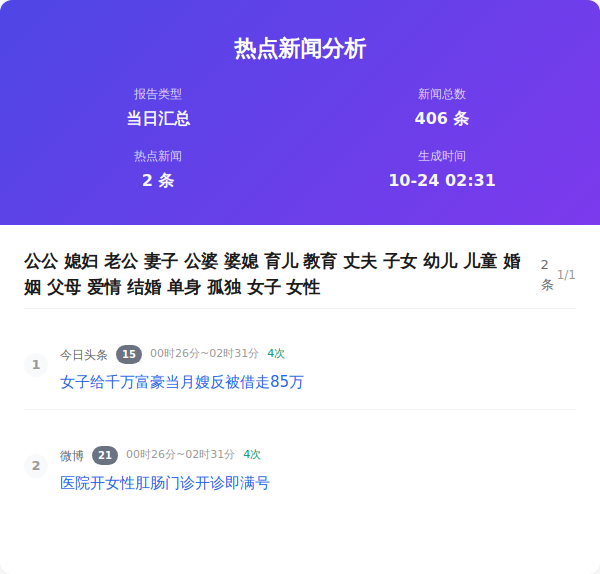 热点新闻分析
报告类型
新闻总数
当日汇总
406 条
热点新闻
生成时间
2 条
10-24 02:31
公公 媳妇 老公 妻子 公婆 婆媳 育儿 教育 丈夫 子女 幼儿 儿童 婚
姻 父母 爱情 结婚 单身 孤独 女子 女性
2
条
1/1
1
今日头条 15 00时26分~02时31分 4次
女子给千万富豪当月嫂反被借走85万
2
微博 21 00时26分~02时31分 4次
医院开女性肛肠门诊开诊即满号